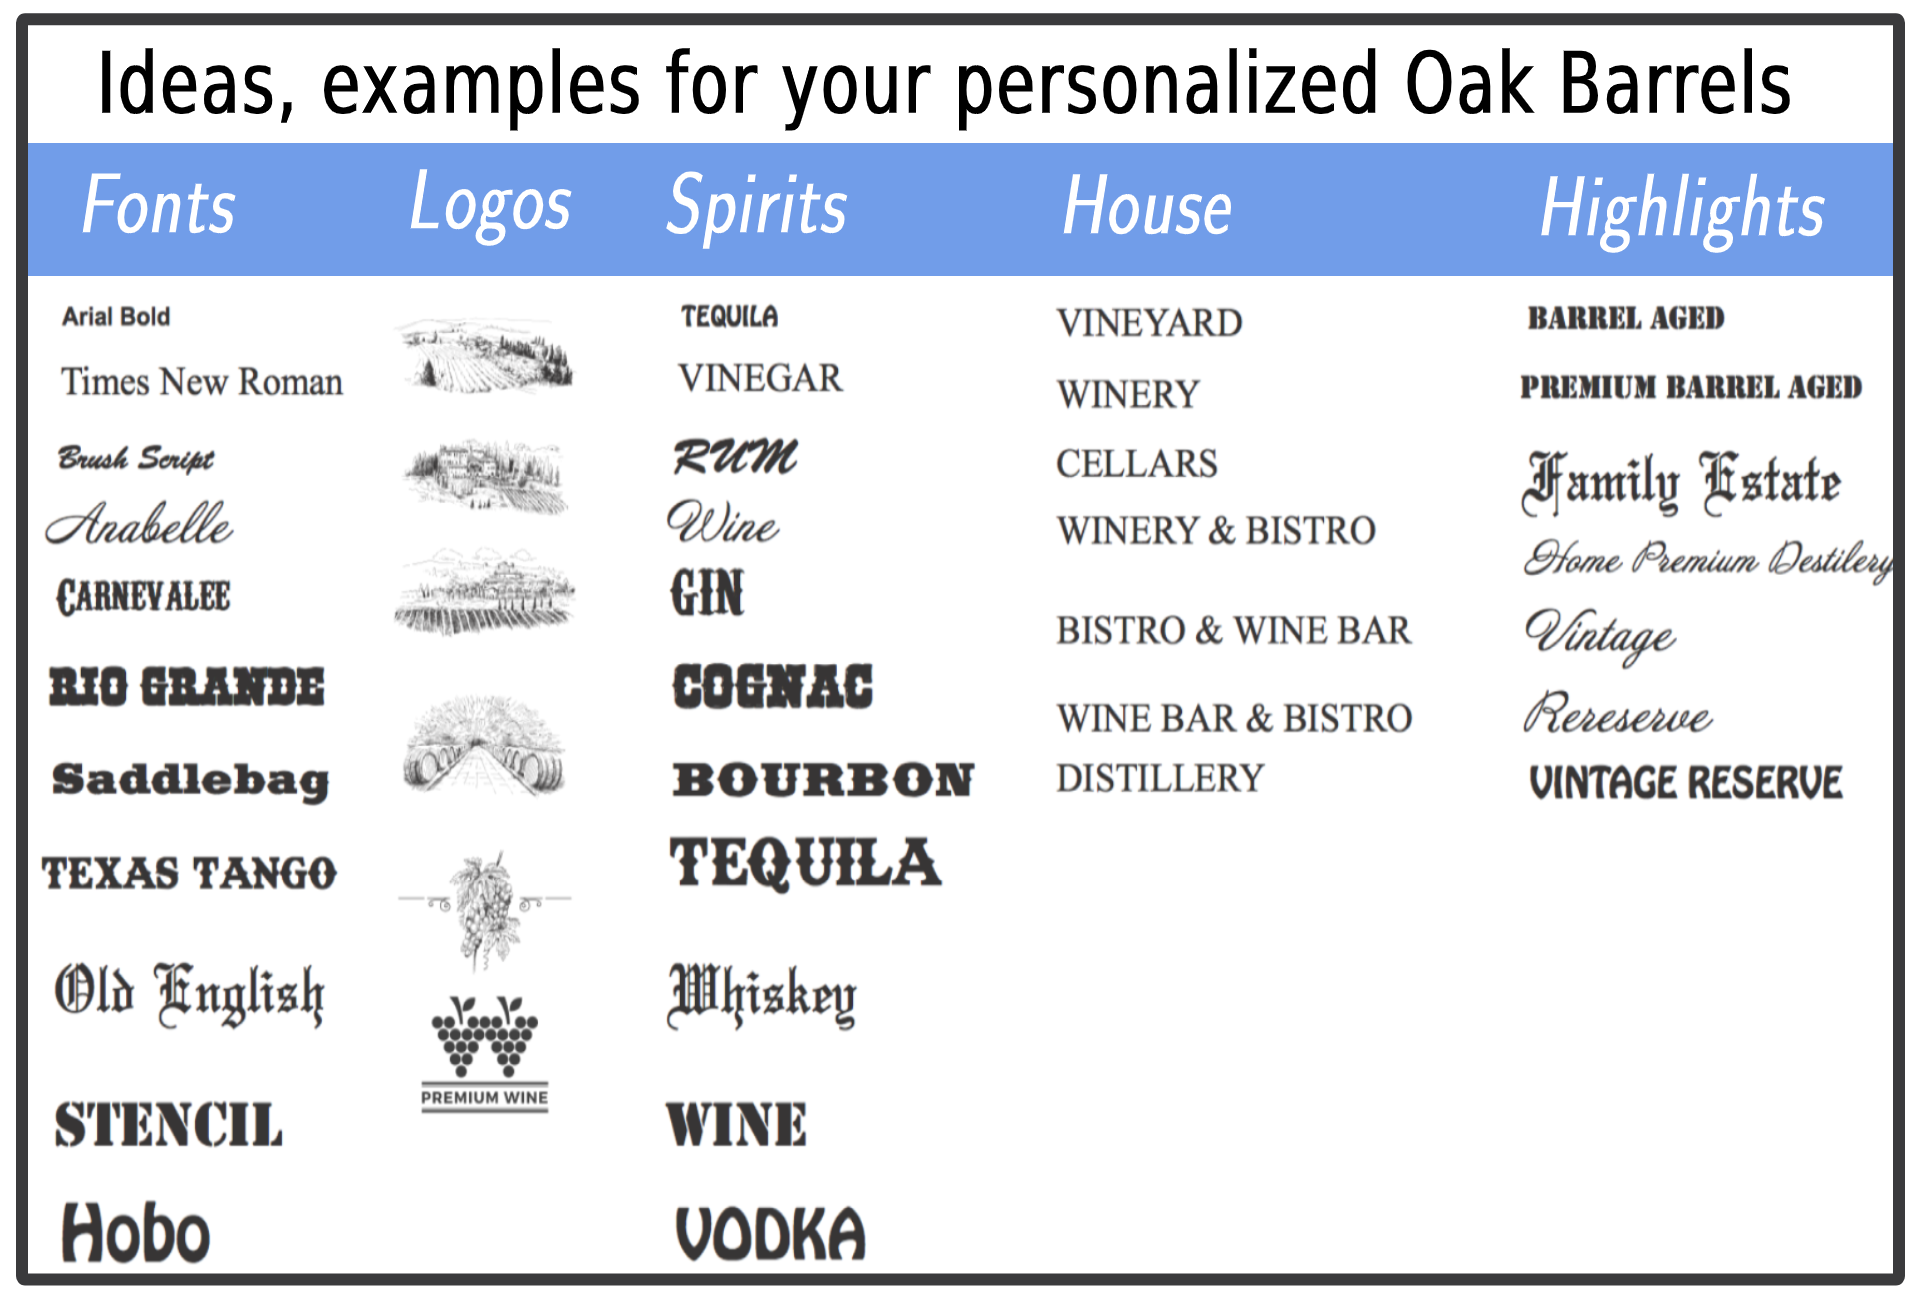 Ideas, examples for your personalized Oak Barrels
Fonts Logos Spirits House Highlights
Arial Bold
Times New Roman
Brush Script
Anabelle
CARNEVALEE
RIO GRANDE
Saddlebag
TEXAS TANGO
Old English
STENCIL
Hobo
PREMIUM WINE
TEQUILA
VINEGAR
RUM
Wine
GIN
COGNAC
BOURBON
TEQUILA
Whiskey
WINE
VODKA
VINEYARD
WINERY
CELLARS
WINERY & BISTRO
BISTRO & WINE BAR
WINE BAR & BISTRO
DISTILLERY
BARREL AGED
PREMIUM BARREL AGED
Family Estate
Home Premium Destilery
Vintage
Rereserve
VINTAGE RESERVE